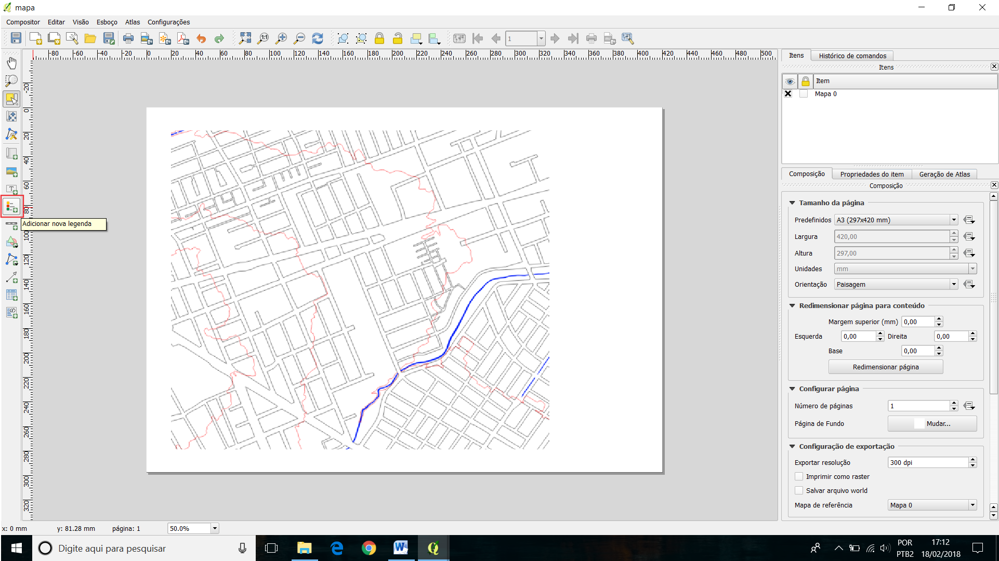 mapa
Compositor Editar Visão Esboço Atlas Configurações
1:1
1
-80 -60 -40 -20 0 20 40 60 80 100 120 140 160 180 200 220 240 260 280 300 320 340 360 380 400 420 440 460 480 500
-20
0
20
40
60
80
100
120
140
160
180
200
220
240
260
280
300
320
Adicionar nova legenda
Itens Histórico de comandos
Itens
Item
Mapa 0
Composição Propriedades do item Geração de Atlas
Composição
Tamanho da página
Predefinidos A3 (297x420 mm)
Largura 420,00
Altura 297,00
Unidades mm
Orientação Paisagem
Redimensionar página para conteúdo
Margem superior (mm) 0,00
Esquerda 0,00 Direita 0,00
Base 0,00
Redimensionar página
Configurar página
Número de páginas 1
Página de Fundo Mudar...
Configuração de exportação
Exportar resolução 300 dpi
Imprimir como raster
Salvar arquivo world
Mapa de referência Mapa 0
x: 0 mm y: 81.28 mm página: 1 50.0%
Digite aqui para pesquisar
POR
PTB2
17:12
18/02/2018